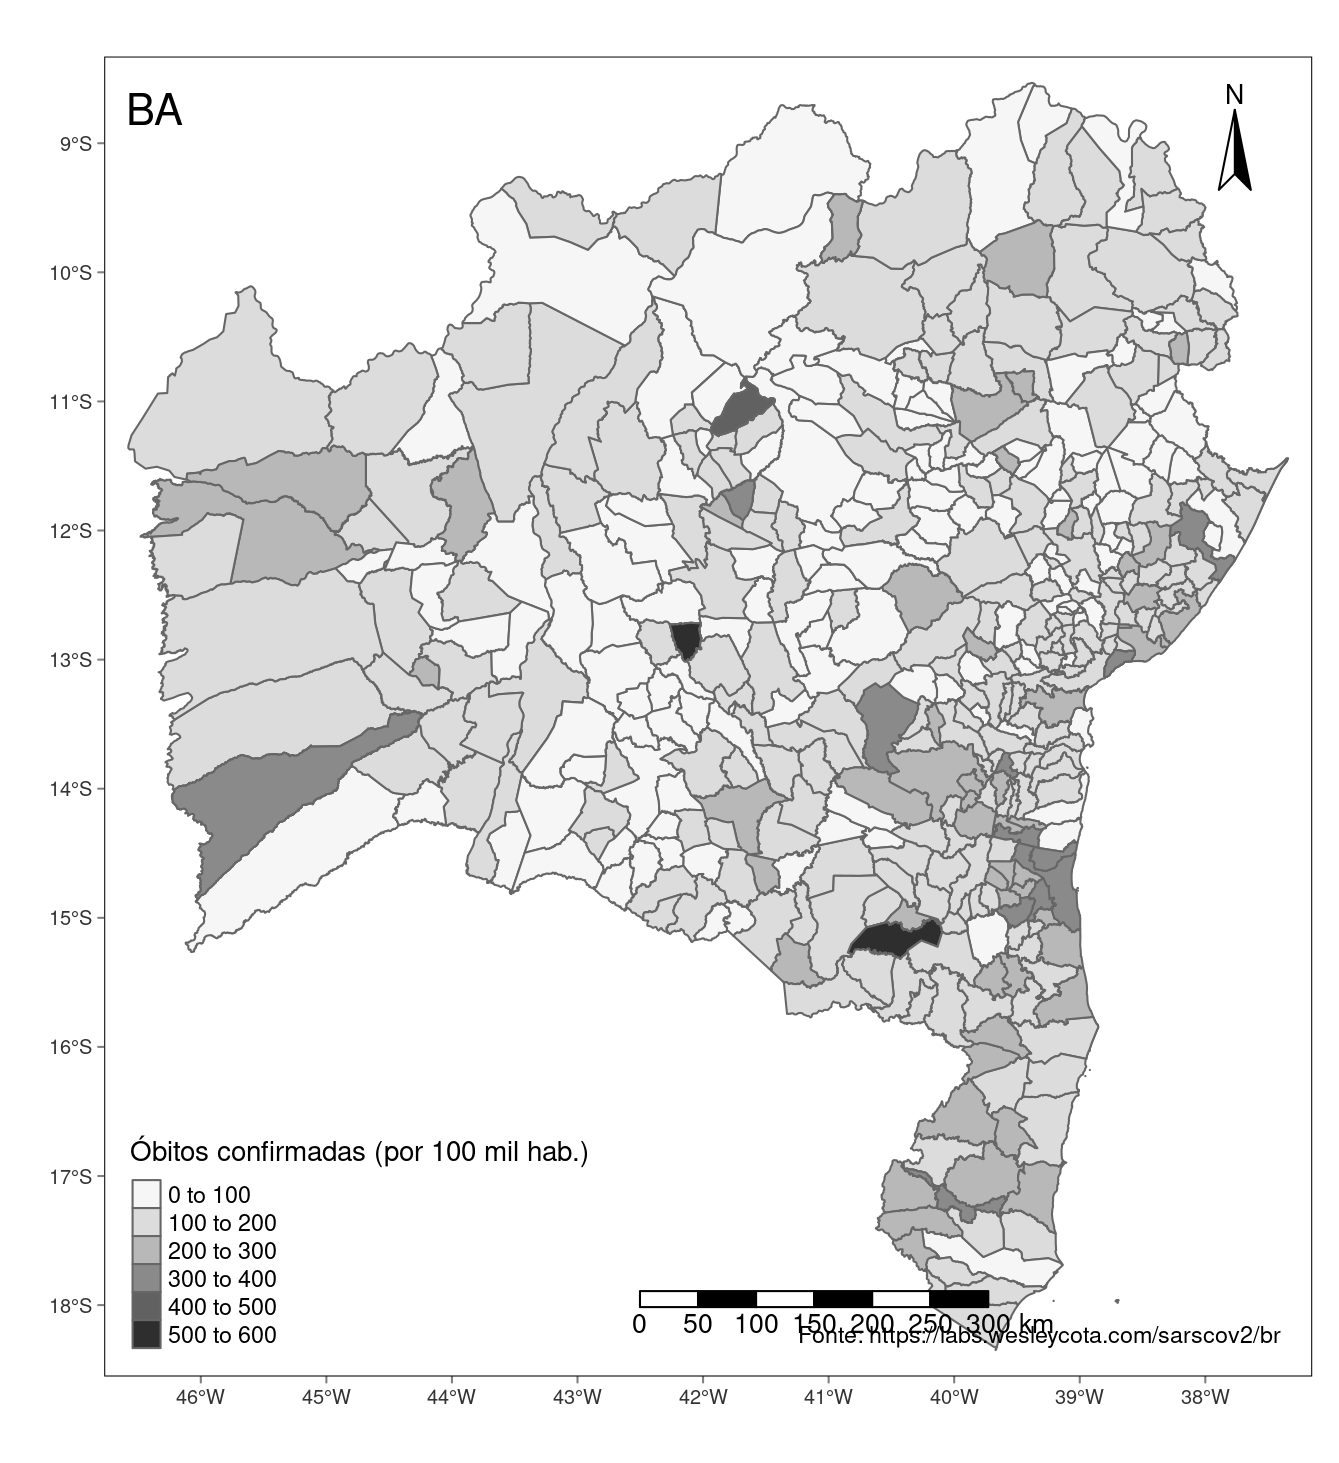 BA
N
9°S
10°S
11°S
12°S
13°S
14°S
15°S
16°S
17°S
18°S
Óbitos confirmadas (por 100 mil hab.)
0 to 100
100 to 200
200 to 300
300 to 400
400 to 500
500 to 600
0 50 100 150 200 250 300 km
Fonte: https://labs.wesleycota.com/sarscov2/br
46°W 45°W 44°W 43°W 42°W 41°W 40°W 39°W 38°W